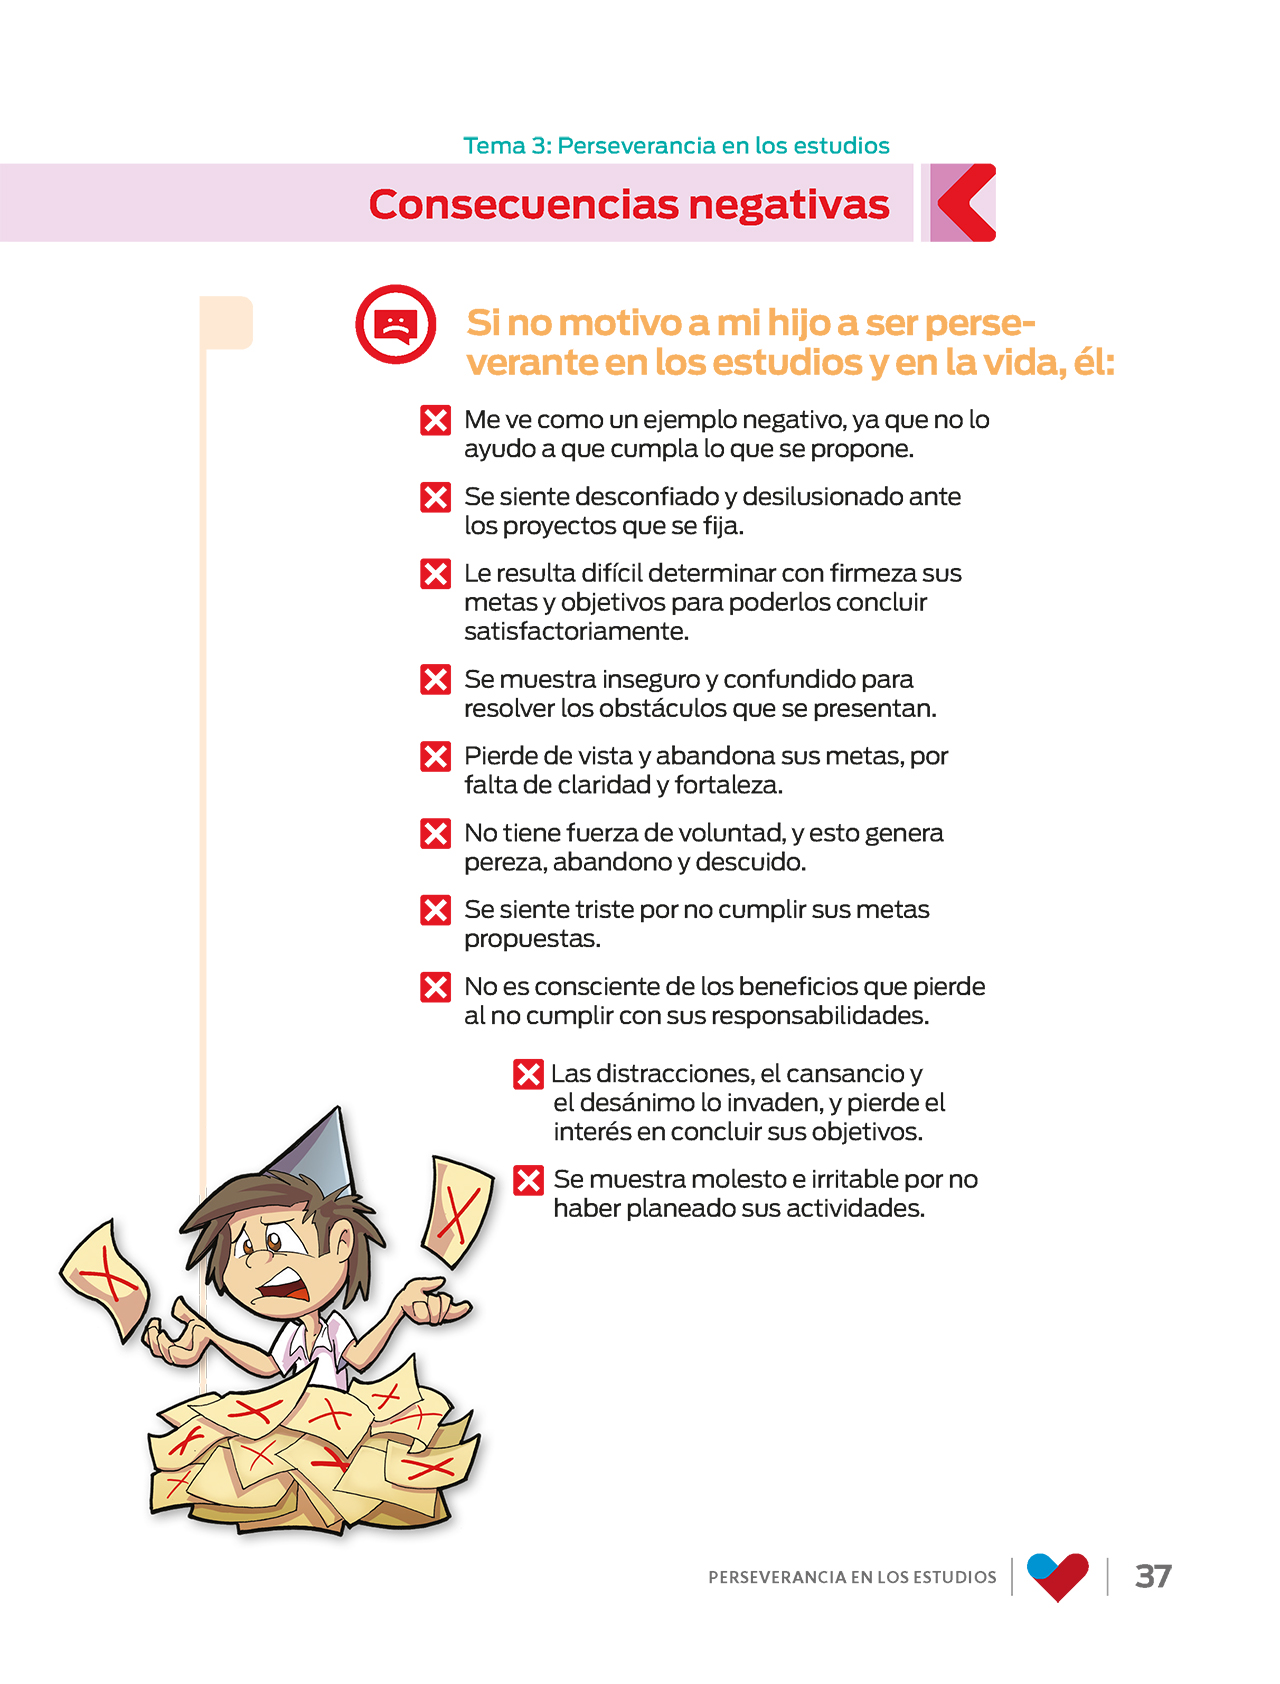 Tema 3: Perseverancia en los estudios
Consecuencias negativas
Si no motivo a mi hijo a ser perse-
verante en los estudios y en la vida, él:
Me ve como un ejemplo negativo, ya que no lo
ayudo a que cumpla lo que se propone.
Se siente desconfiado y desilusionado ante
los proyectos que se fija.
Le resulta difícil determinar con firmeza sus
metas y objetivos para poderlos concluir
satisfactoriamente.
Se muestra inseguro y confundido para
resolver los obstáculos que se presentan.
Pierde de vista y abandona sus metas, por
falta de claridad y fortaleza.
No tiene fuerza de voluntad, y esto genera
pereza, abandono y descuido.
Se siente triste por no cumplir sus metas
propuestas.
No es consciente de los beneficios que pierde
al no cumplir con sus responsabilidades.
Las distracciones, el cansancio y
el desánimo lo invaden, y pierde el
interés en concluir sus objetivos.
Se muestra molesto e irritable por no
haber planeado sus actividades.
PERSEVERANCIA EN LOS ESTUDIOS
37